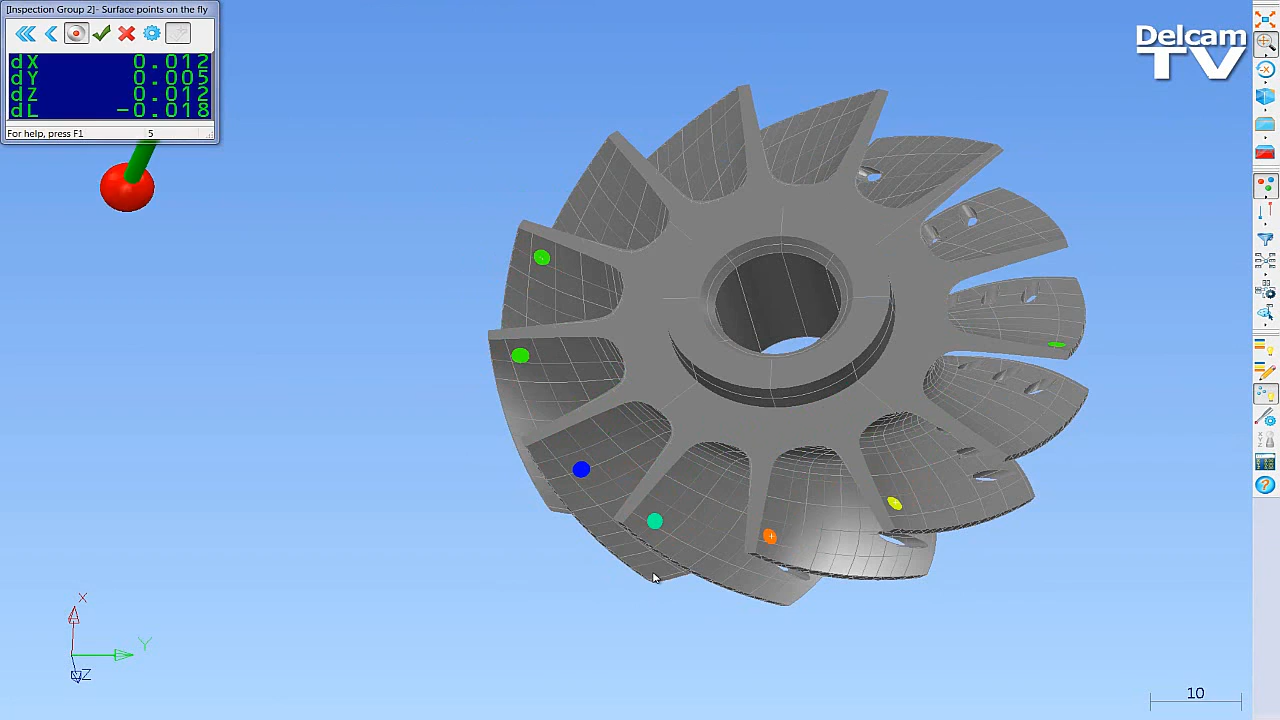 [Inspection Group 2]- Surface points on the fly
dX 0.012
dY 0.005
dZ 0.012
dL -0.018
For help, press F1 5
Delcam
TV
X
Y
Z
10